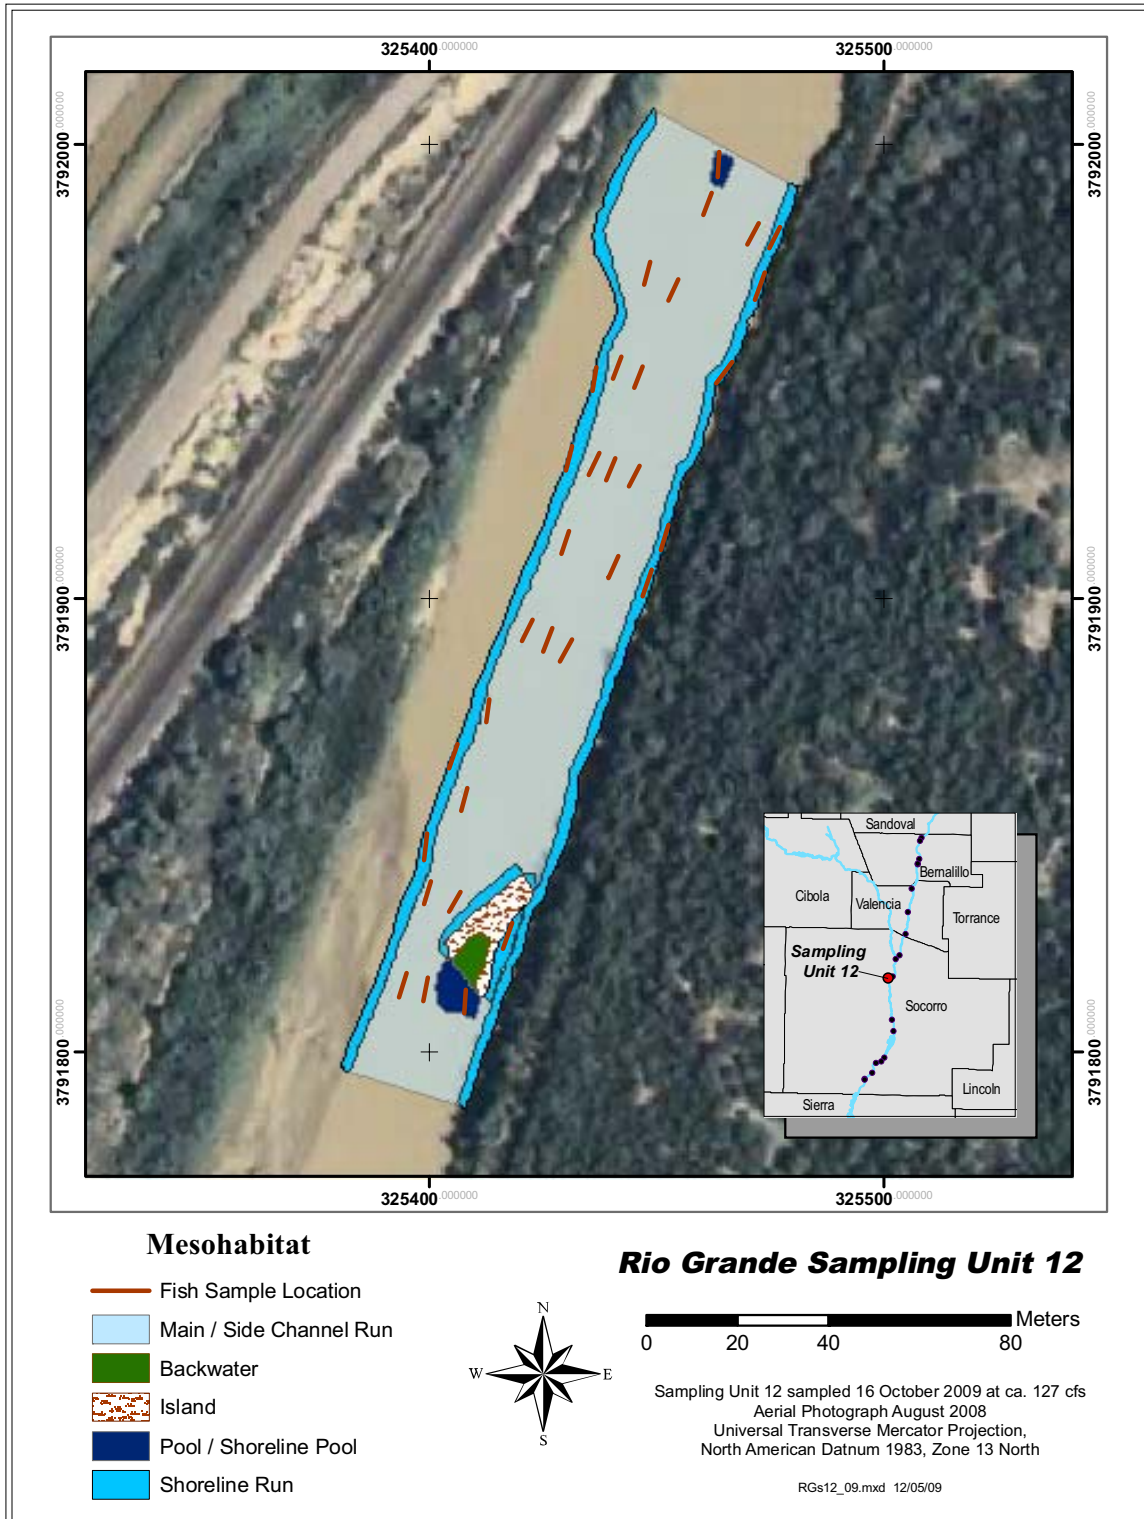 325400.000000 325500.000000
3792000.000000 3792000.000000
3791900.000000 3791900.000000
3791800.000000 3791800.000000
Sandoval
Bernalillo
Cibola
Valencia
Torrance
Sampling
Unit 12
Socorro
Lincoln
Sierra
325400.000000 325500.000000
Mesohabitat
Fish Sample Location
Main / Side Channel Run
Backwater
Island
Pool / Shoreline Pool
Shoreline Run
N
W E
S
Rio Grande Sampling Unit 12
Meters
0 20 40 80
Sampling Unit 12 sampled 16 October 2009 at ca. 127 cfs
Aerial Photograph August 2008
Universal Transverse Mercator Projection,
North American Datnum 1983, Zone 13 North
RGs12_09.mxd 12/05/09